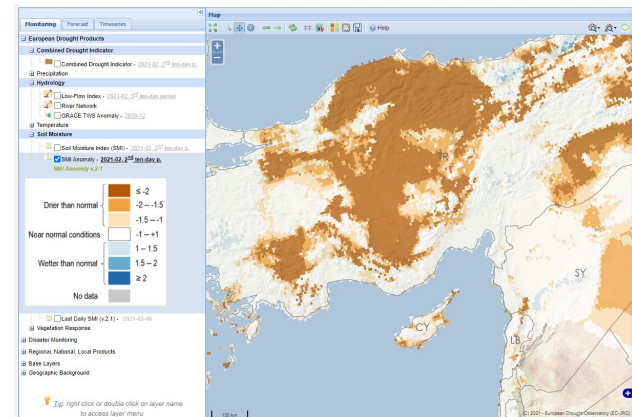 Monitoring Forecast Timeseries
European Drought Products
Combined Drought Indicator
Combined Drought Indicator - 2021-02, 2nd ten-day p.
Precipitation
Hydrology
Low-Flow Index - 2021-02, 3rd ten-day period
River Network
GRACE TWS Anomaly - 2020-12
Temperature
Soil Moisture
Soil Moisture Index (SMI) - 2021-02, 2nd ten-day p.
SMI Anomaly - 2021-02, 2nd ten-day p.
SMI Anomaly v.2.1
≤ -2
Drier than normal
-2 – -1.5
-1.5 – -1
Near normal conditions
-1 – +1
1 – 1.5
Wetter than normal
1.5 – 2
≥ 2
No data
Last Daily SMI (v.2.1) - 2021-03-06
Vegetation Response
Disaster Monitoring
Regional, National, Local Products
Base Layers
Geographic Background
Tip: right click or double click on layer name
to access layer menu
Map
Help
TR
CY
SY
LB
100 km
(C) 2021 - European Drought Observatory (EC-JRC)